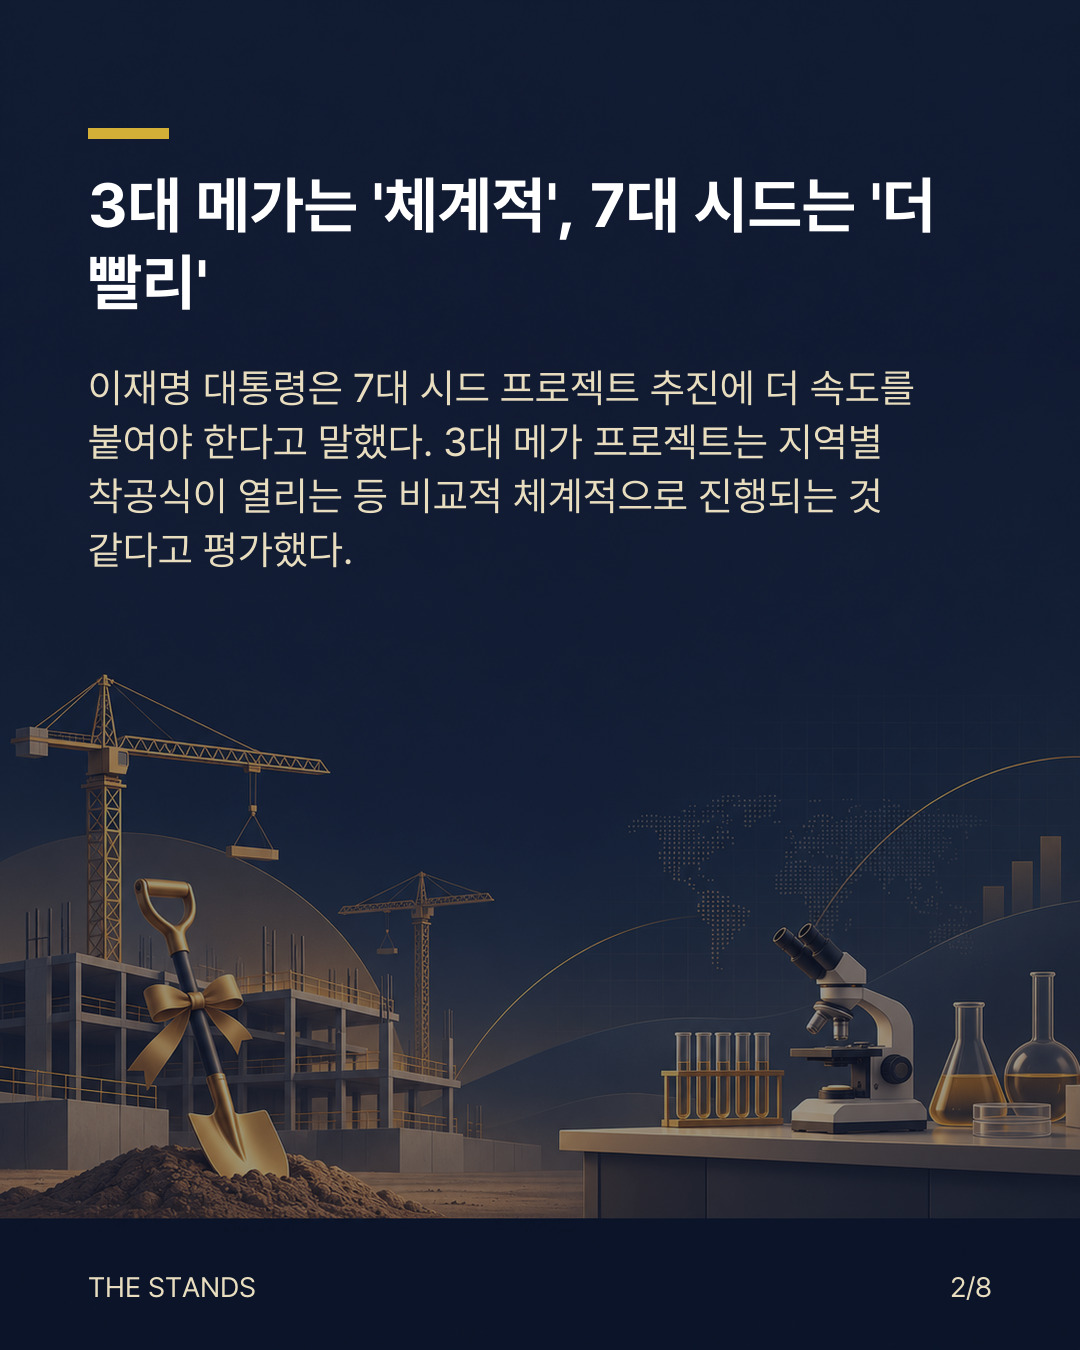 3대 메가는 '체계적', 7대 시드는 '더
빨리'
이재명 대통령은 7대 시드 프로젝트 추진에 더 속도를
붙여야 한다고 말했다. 3대 메가 프로젝트는 지역별
착공식이 열리는 등 비교적 체계적으로 진행되는 것
같다고 평가했다.
THE STANDS
2/8